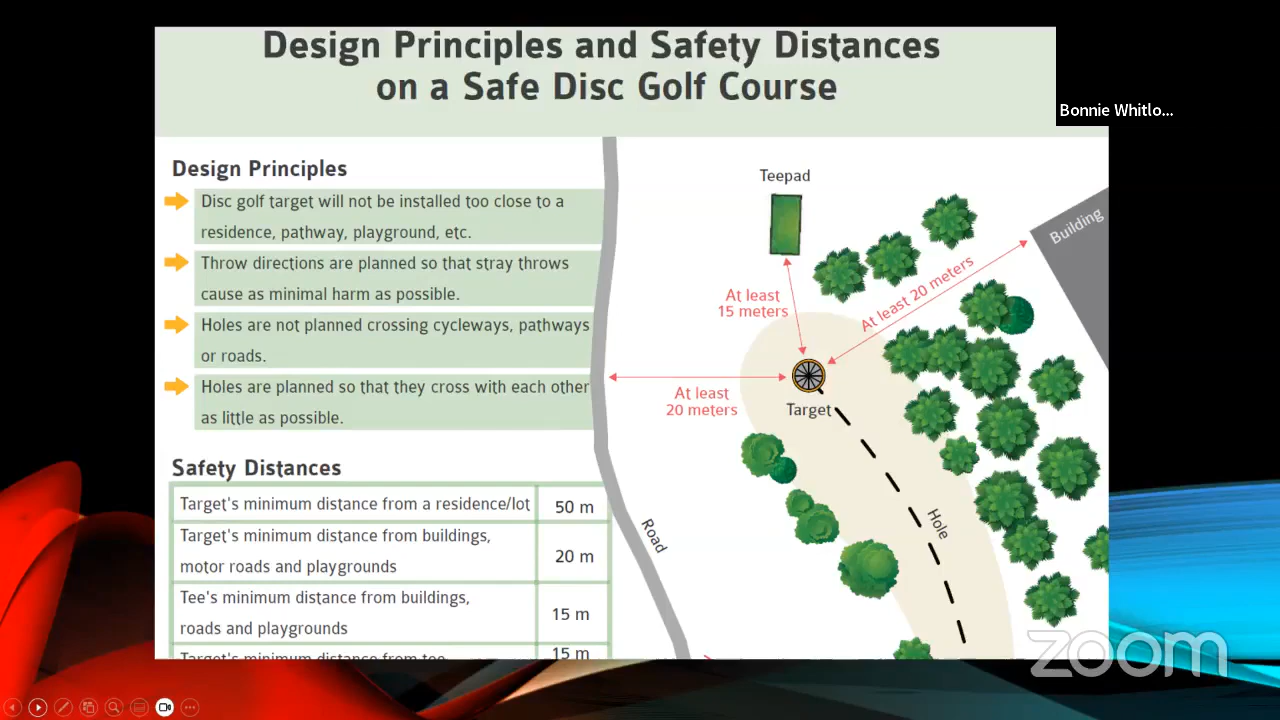 Design Principles and Safety Distances
on a Safe Disc Golf Course
Bonnie Whitlo...
Design Principles
Disc golf target will not be installed too close to a
residence, pathway, playground, etc.
Throw directions are planned so that stray throws
cause as minimal harm as possible.
Holes are not planned crossing cycleways, pathways
or roads.
Holes are planned so that they cross with each other
as little as possible.
Safety Distances
Target's minimum distance from a residence/lot
50 m
Target's minimum distance from buildings,
motor roads and playgrounds
20 m
Tee's minimum distance from buildings,
roads and playgrounds
15 m
Target's minimum distance from tee
15 m
Teepad
Building
At least
15 meters
At least 20 meters
At least
20 meters
Target
Road
Hole
zoom